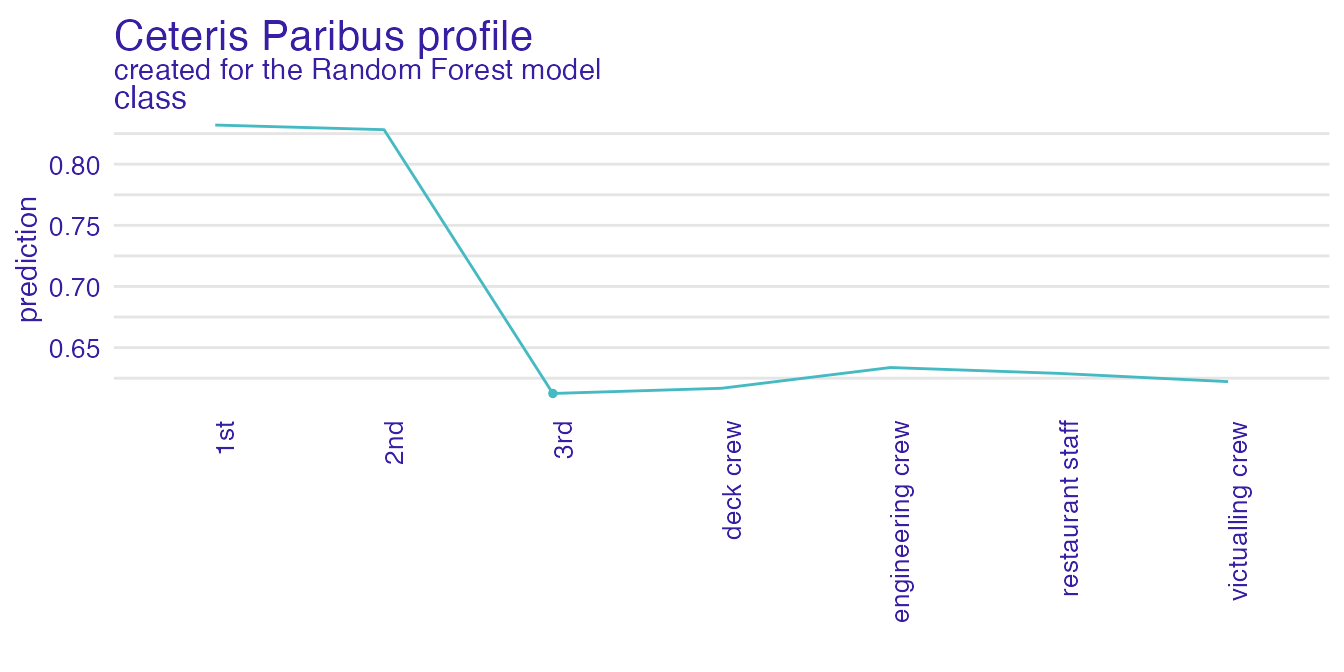 Ceteris Paribus profile
created for the Random Forest model
class
prediction
0.80
0.75
0.70
0.65
1st
2nd
3rd
deck crew
engineering crew
restaurant staff
victualling crew